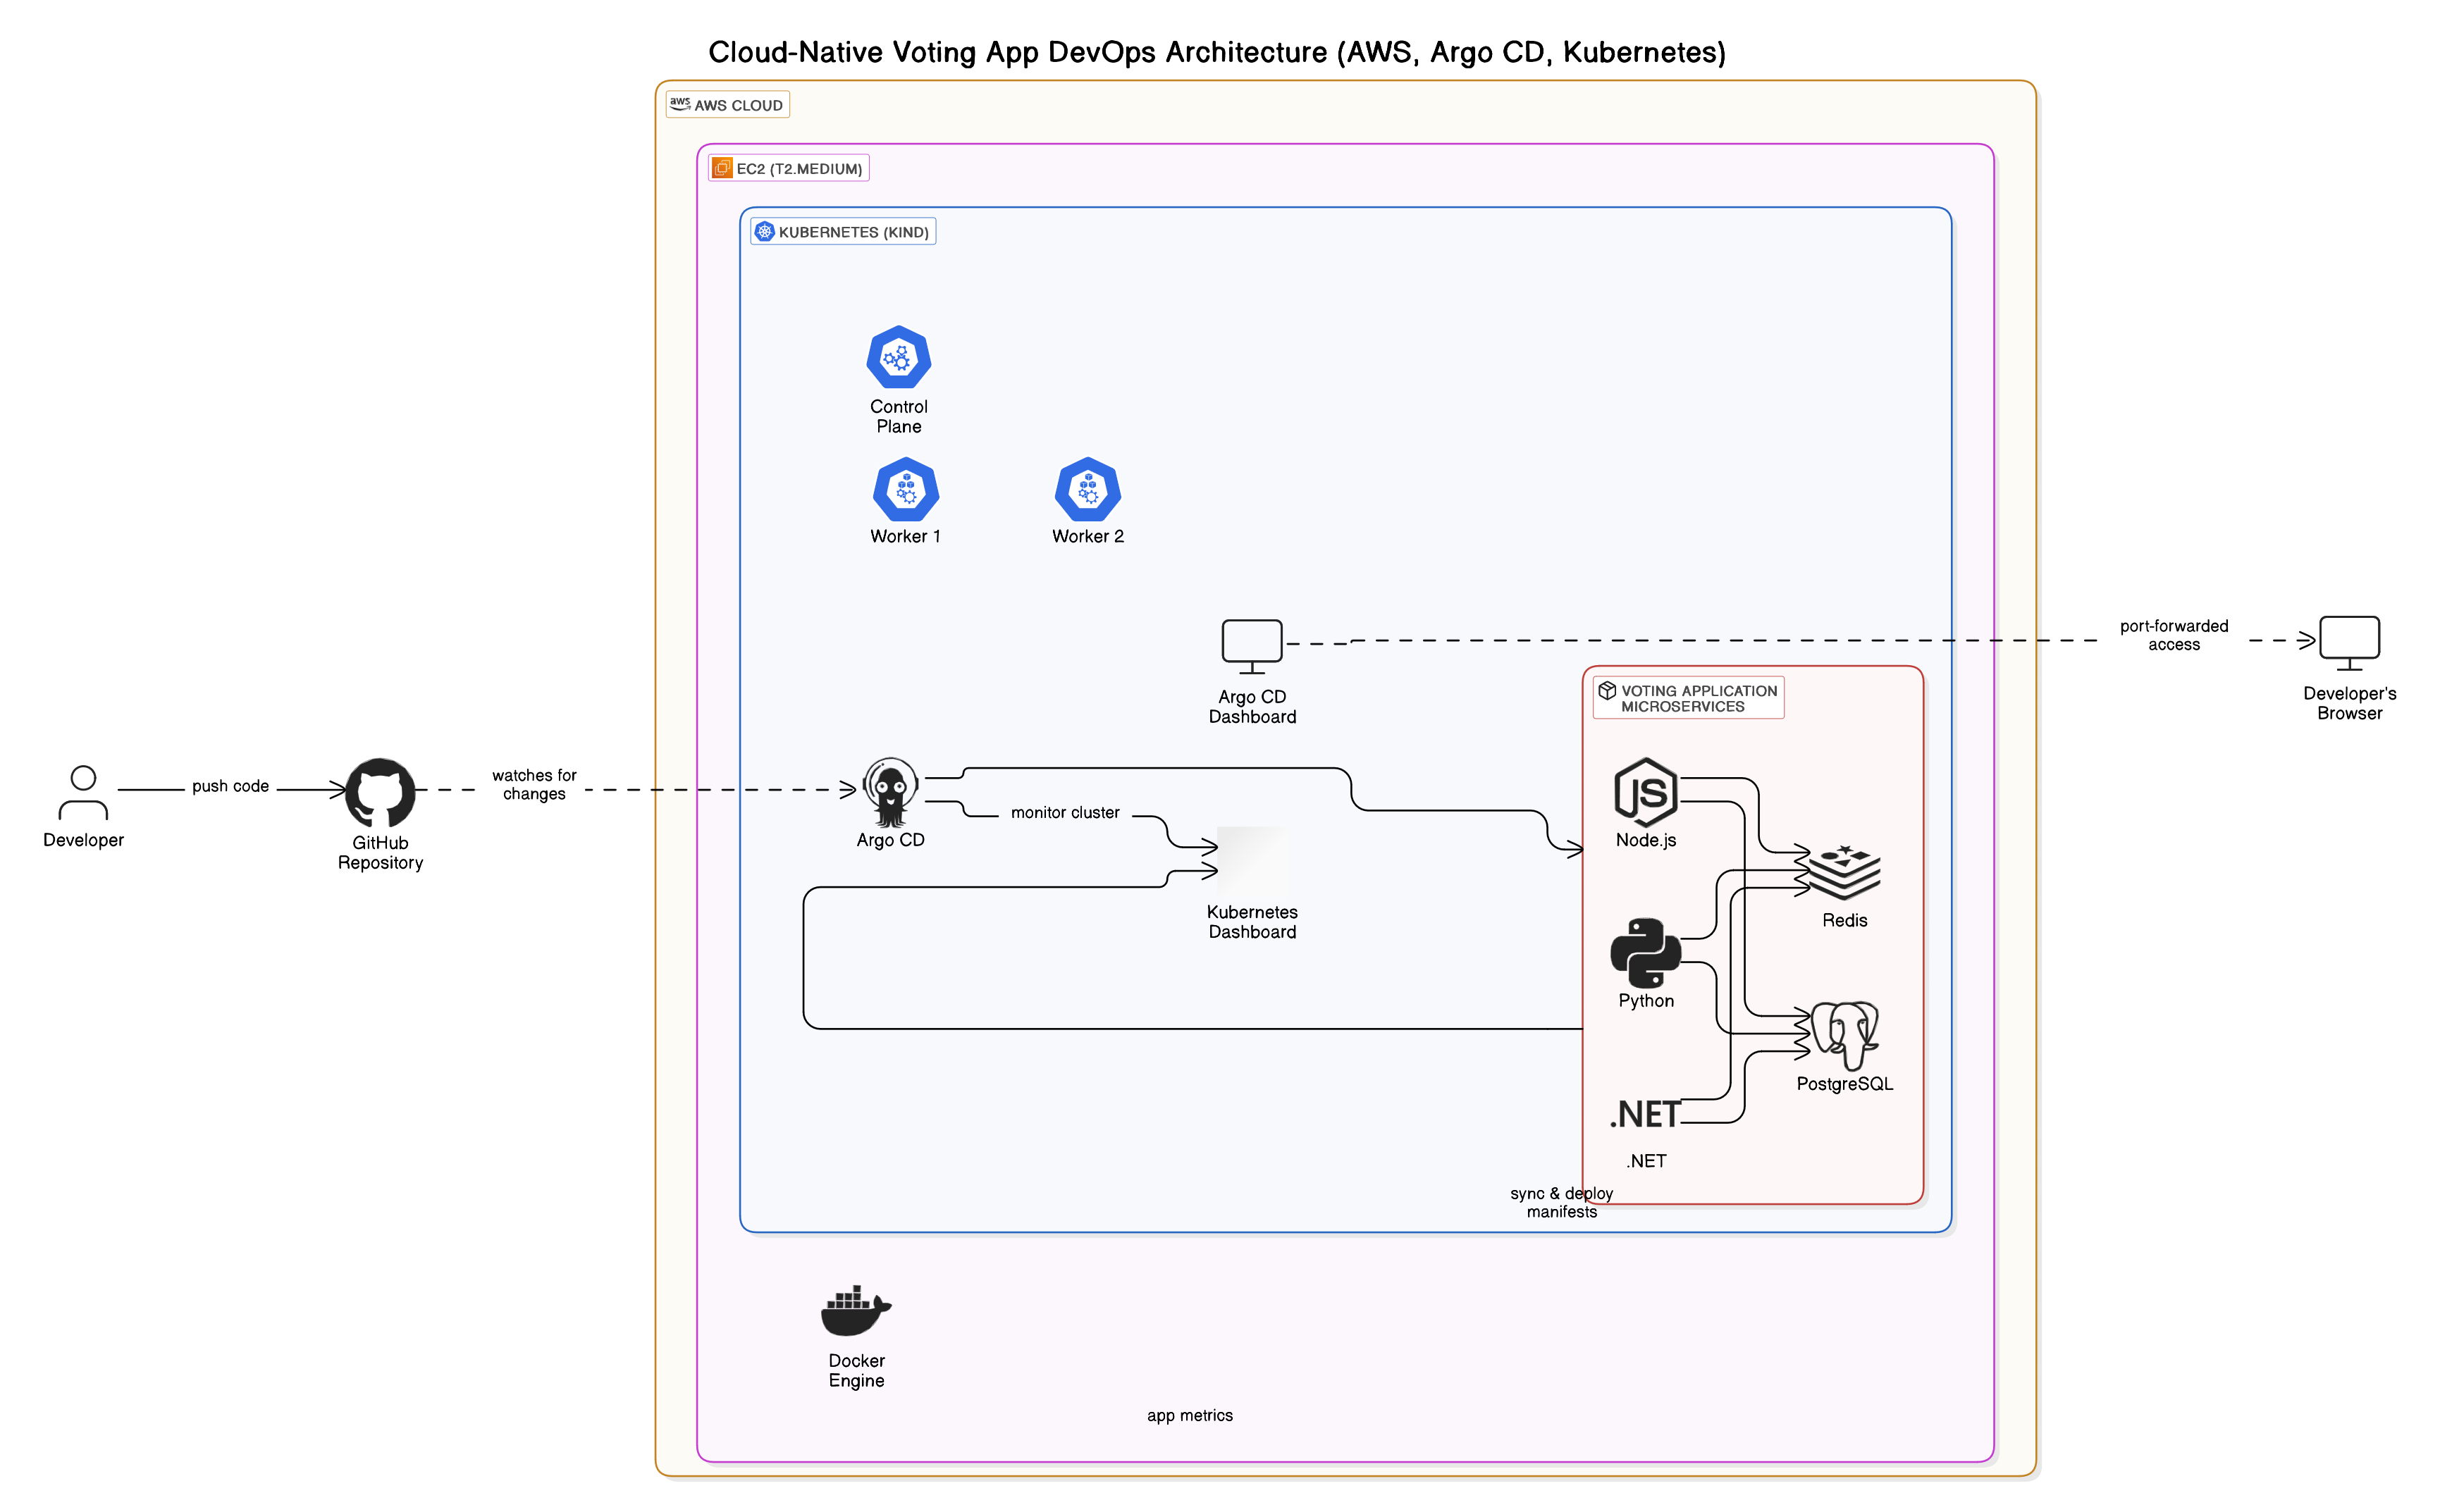 Cloud-Native Voting App DevOps Architecture (AWS, Argo CD, Kubernetes)
aws AWS CLOUD
EC2 (T2.MEDIUM)
KUBERNETES (KIND)
Control
Plane
Worker 1
Worker 2
Argo CD
Dashboard
port-forwarded
access
Developer's
Browser
VOTING APPLICATION
MICROSERVICES
Developer
push code
GitHub
Repository
watches for
changes
Argo CD
monitor cluster
Kubernetes
Dashboard
JS
Node.js
Redis
Python
PostgreSQL
.NET
.NET
sync & deploy
manifests
Docker
Engine
app metrics